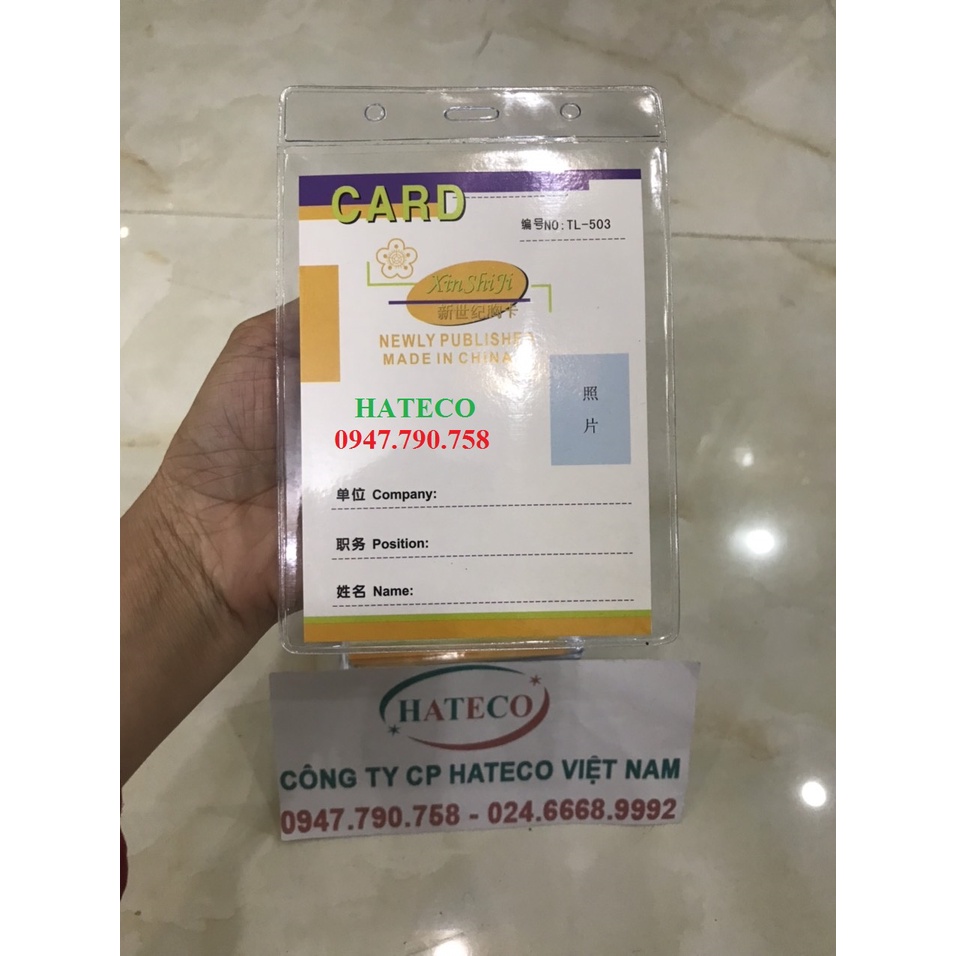 CARD
编号NO:TL-503
XinShiJi
新世纪胸卡
NEWLY PUBLISHED
MADE IN CHINA
HATECO
0947.790.758
照
片
单位 Company:
职务 Position:
姓名 Name:
HATECO
CÔNG TY CP HATECO VIỆT NAM
0947.790.758 - 024.6668.9992